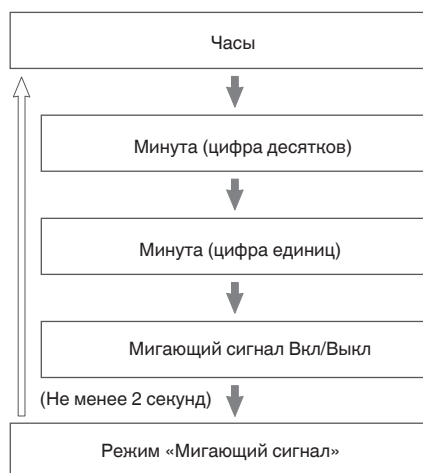 Часы
Минута (цифра десятков)
Минута (цифра единиц)
Мигающий сигнал Вкл/Выкл
(Не менее 2 секунд)
Режим «Мигающий сигнал»